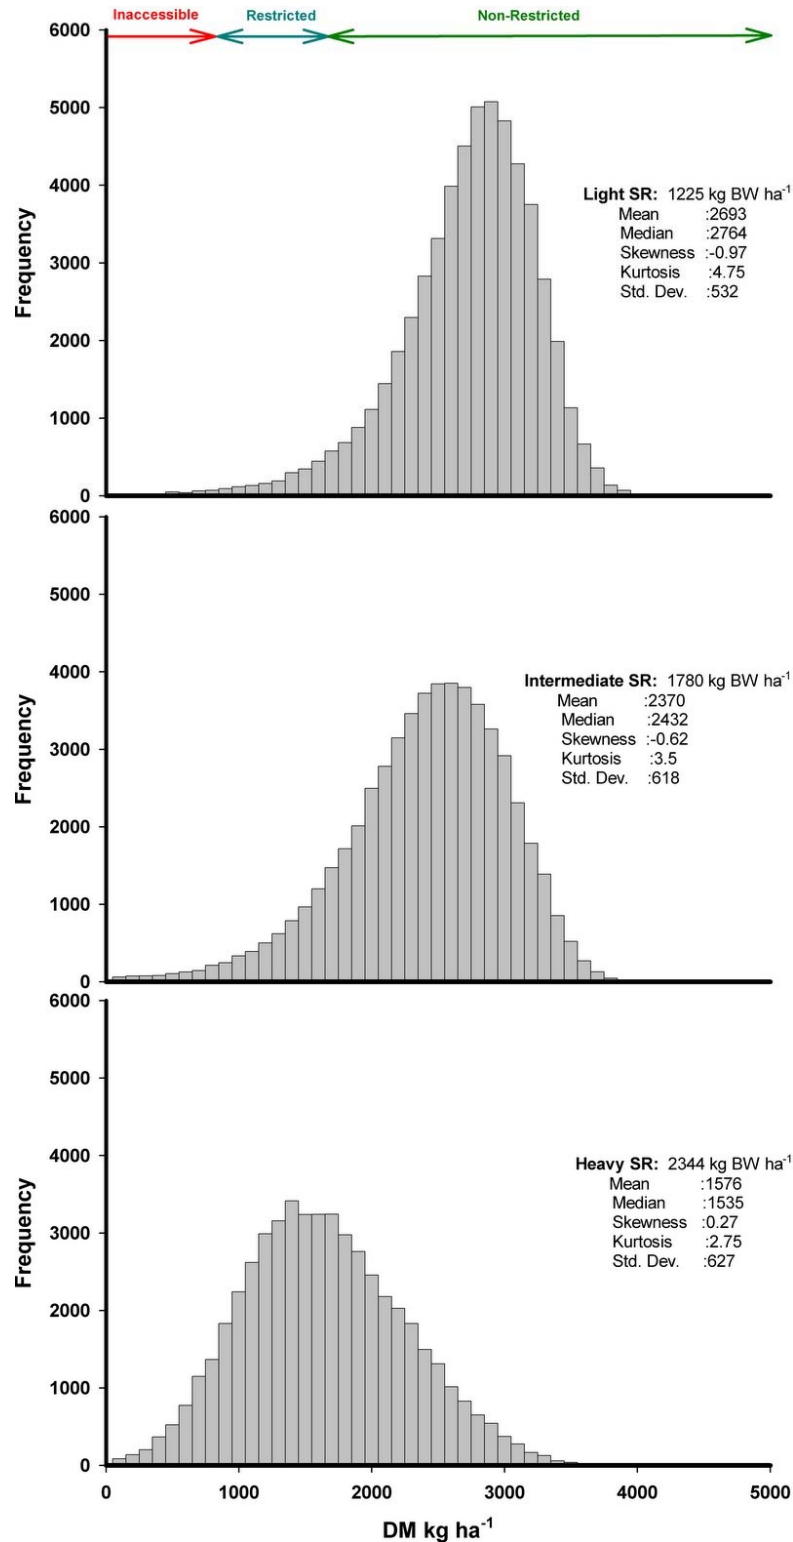 Inaccessible Restricted Non-Restricted
6000
5000
4000
3000
2000
1000
0
Frequency
Light SR: 1225 kg BW ha⁻¹
Mean :2693
Median :2764
Skewness :-0.97
Kurtosis :4.75
Std. Dev. :532
6000
5000
4000
3000
2000
1000
0
Frequency
Intermediate SR: 1780 kg BW ha⁻¹
Mean :2370
Median :2432
Skewness :-0.62
Kurtosis :3.5
Std. Dev. :618
6000
5000
4000
3000
2000
1000
0
Frequency
Heavy SR: 2344 kg BW ha⁻¹
Mean :1576
Median :1535
Skewness :0.27
Kurtosis :2.75
Std. Dev. :627
0 1000 2000 3000 4000 5000
DM kg ha⁻¹